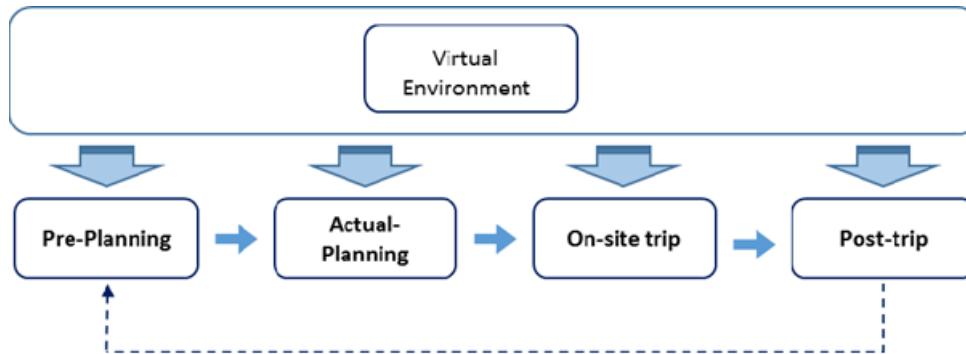 Virtual
Environment
Pre-Planning
Actual-
Planning
On-site trip
Post-trip